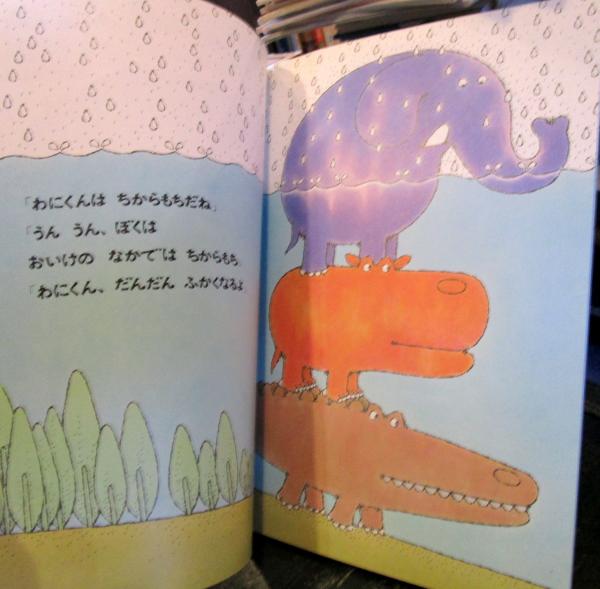 「わにくんは ちからもちだね」
「うん うん、ぼくは
おいけの なかでは ちからもち」
「わにくん、だんだん ふかくなるよ」